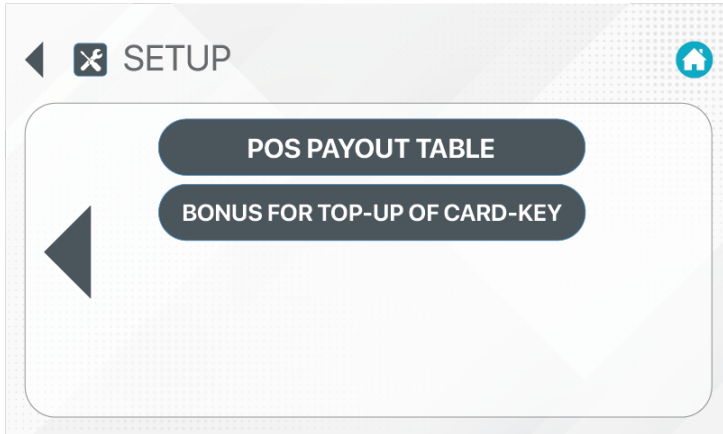 SETUP
POS PAYOUT TABLE
BONUS FOR TOP-UP OF CARD-KEY